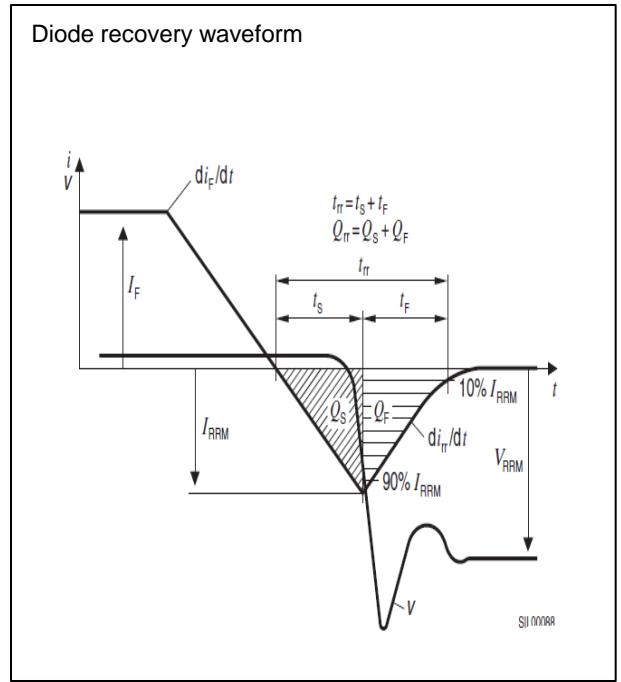 Diode recovery waveform
i
V
diF/dt
trr=tS+tF
Qrr=QS+QF
trr
tS
tF
IF
10% IRRM
t
QS
QF
IRRM
dirr/dt
VRRM
90% IRRM
V
SIL00088